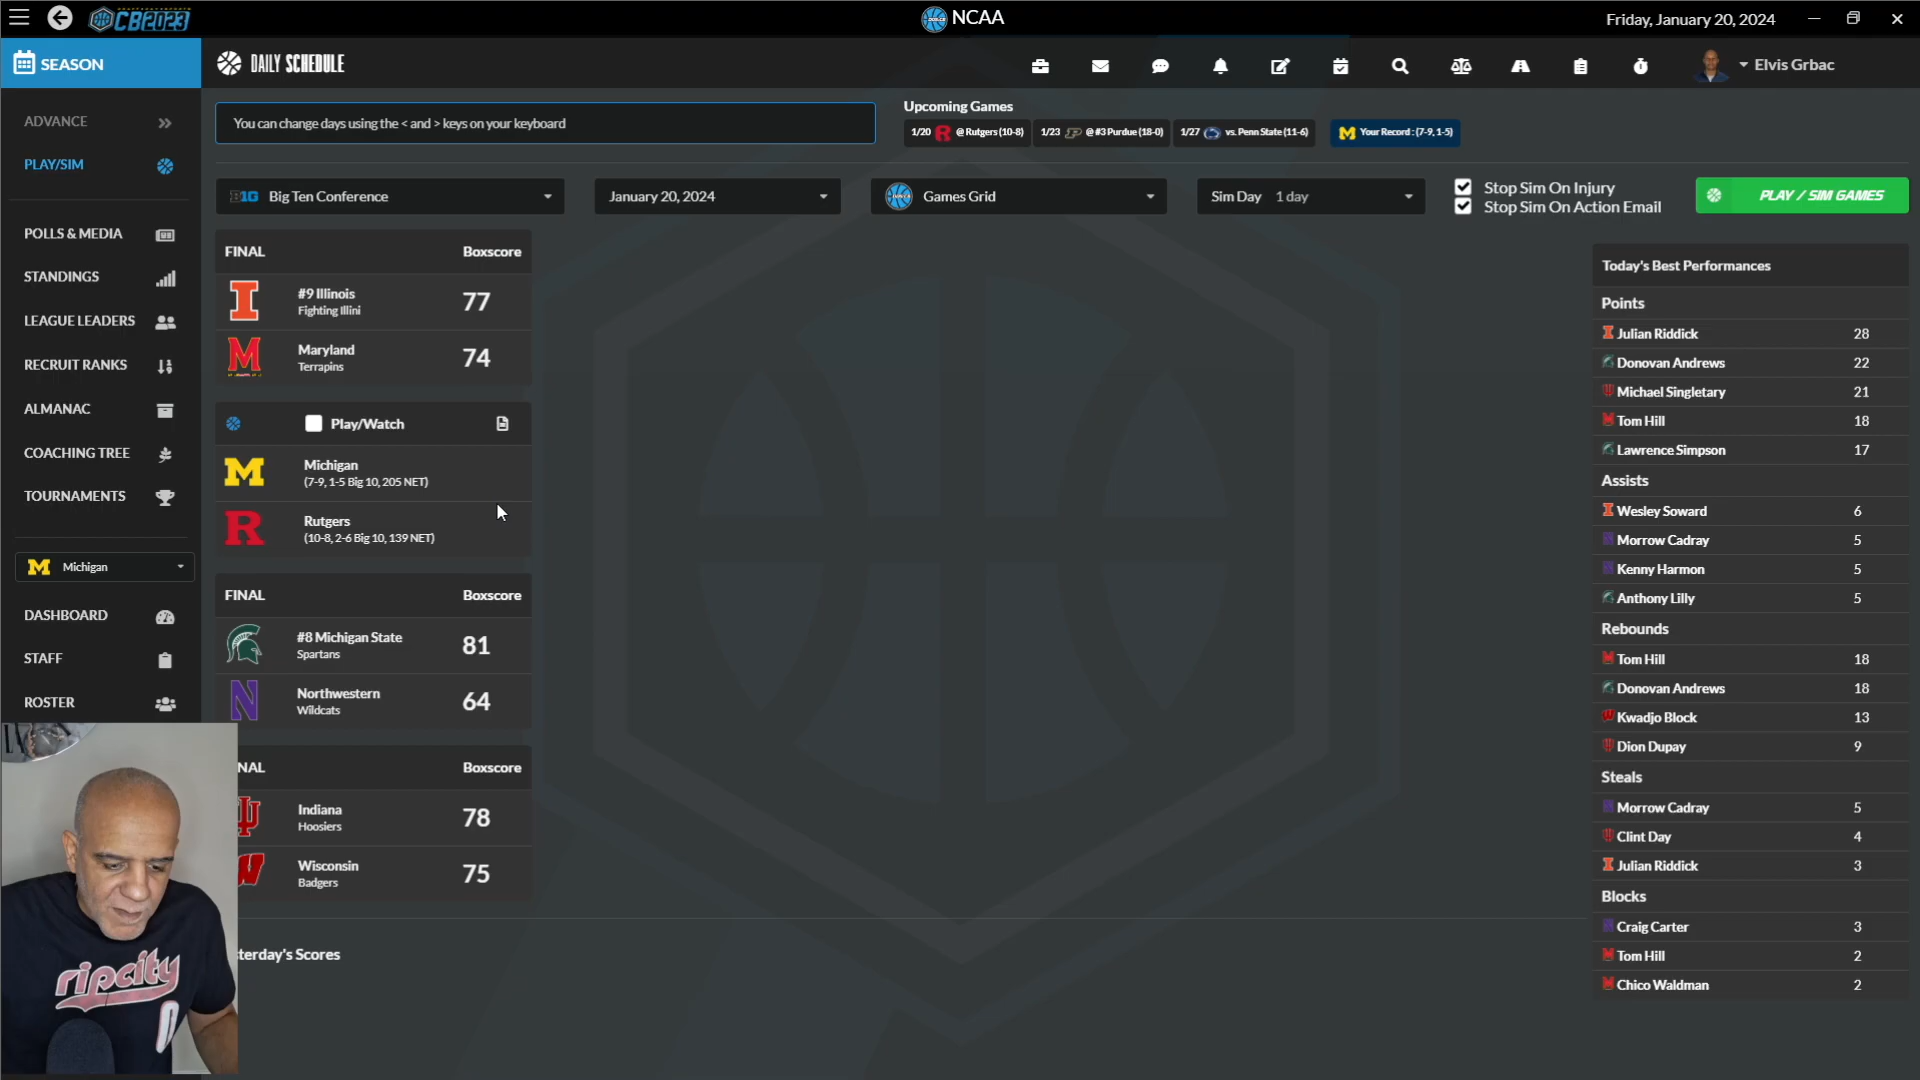 CB2023
NCAA
Friday, January 20, 2024
SEASON
DAILY SCHEDULE
Elvis Grbac
ADVANCE
PLAY/SIM
POLLS & MEDIA
STANDINGS
LEAGUE LEADERS
RECRUIT RANKS
ALMANAC
COACHING TREE
TOURNAMENTS
Michigan
DASHBOARD
STAFF
ROSTER
You can change days using the < and > keys on your keyboard
Upcoming Games
1/20 @ Rutgers (10-8)
1/23 @ #3 Purdue (18-0)
1/27 vs. Penn State (11-6)
Your Record : (7-9, 1-5)
B1G Big Ten Conference
January 20, 2024
Games Grid
Sim Day 1 day
Stop Sim On Injury
Stop Sim On Action Email
PLAY / SIM GAMES
FINAL Boxscore
#9 Illinois 77
Fighting Illini
Maryland 74
Terrapins
Play/Watch
Michigan
(7-9, 1-5 Big 10, 205 NET)
Rutgers
(10-8, 2-6 Big 10, 139 NET)
FINAL Boxscore
#8 Michigan State 81
Spartans
Northwestern 64
Wildcats
NAL Boxscore
Indiana 78
Hoosiers
Wisconsin 75
Badgers
sterday's Scores
Today's Best Performances
Points
Julian Riddick 28
Donovan Andrews 22
Michael Singletary 21
Tom Hill 18
Lawrence Simpson 17
Assists
Wesley Soward 6
Morrow Cadray 5
Kenny Harmon 5
Anthony Lilly 5
Rebounds
Tom Hill 18
Donovan Andrews 18
Kwadjo Block 13
Dion Dupay 9
Steals
Morrow Cadray 5
Clint Day 4
Julian Riddick 3
Blocks
Craig Carter 3
Tom Hill 2
Chico Waldman 2
ripcity
0